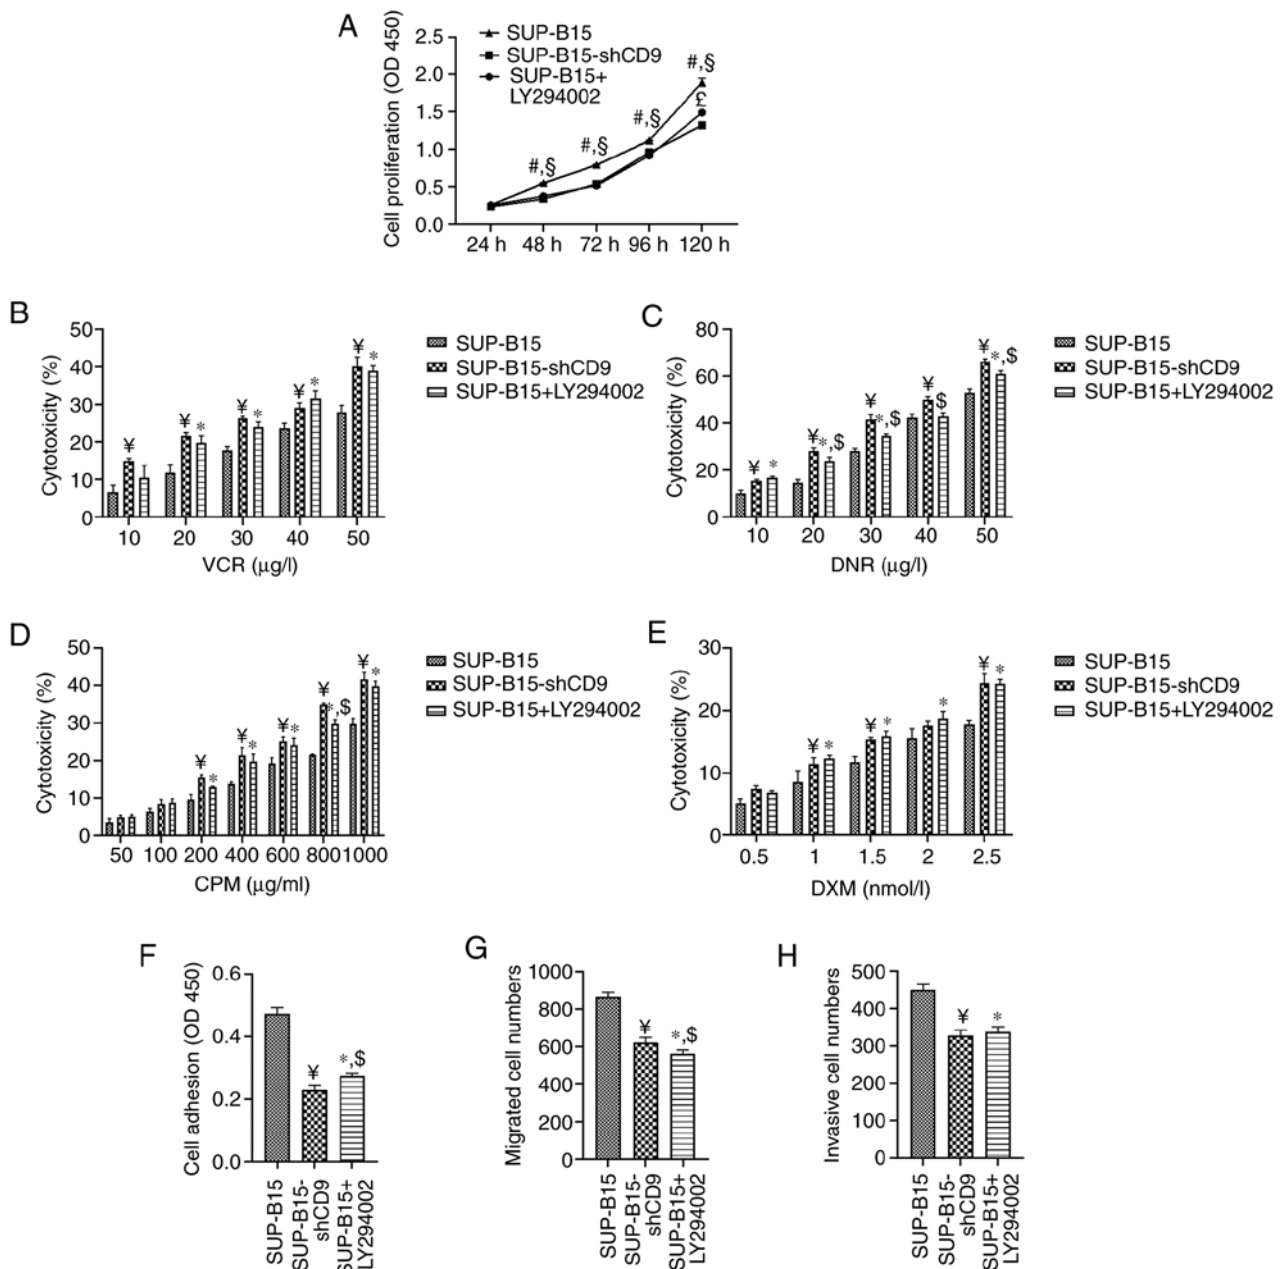 A
Cell proliferation (OD 450)
2.5
2.0
1.5
1.0
0.5
0.0
SUP-B15
SUP-B15-shCD9
SUP-B15+
LY294002
#,§
#,§
#,§
#,§
£
24 h 48 h 72 h 96 h 120 h
B
Cytotoxicity (%)
50
40
30
20
10
0
¥
¥ *
¥ *
¥ *
¥ *
10 20 30 40 50
VCR (μg/l)
SUP-B15
SUP-B15-shCD9
SUP-B15+LY294002
C
Cytotoxicity (%)
80
60
40
20
0
¥ *
¥ *,$
¥ *,$
¥ $
¥ *,$
10 20 30 40 50
DNR (μg/l)
SUP-B15
SUP-B15-shCD9
SUP-B15+LY294002
D
Cytotoxicity (%)
50
40
30
20
10
0
¥ *
¥ *
¥ *
¥ *,$
¥ *
50 100 200 400 600 800 1000
CPM (μg/ml)
SUP-B15
SUP-B15-shCD9
SUP-B15+LY294002
E
Cytotoxicity (%)
30
20
10
0
¥ *
¥ *
*
¥ *
0.5 1 1.5 2 2.5
DXM (nmol/l)
SUP-B15
SUP-B15-shCD9
SUP-B15+LY294002
F
Cell adhesion (OD 450)
0.6
0.4
0.2
0.0
¥
*,$
SUP-B15
SUP-B15-
shCD9
SUP-B15+
LY294002
G
Migrated cell numbers
1000
800
600
400
200
0
¥
*,$
SUP-B15
SUP-B15-
shCD9
SUP-B15+
LY294002
H
Invasive cell numbers
500
400
300
200
100
0
¥
*
SUP-B15
SUP-B15-
shCD9
SUP-B15+
LY294002